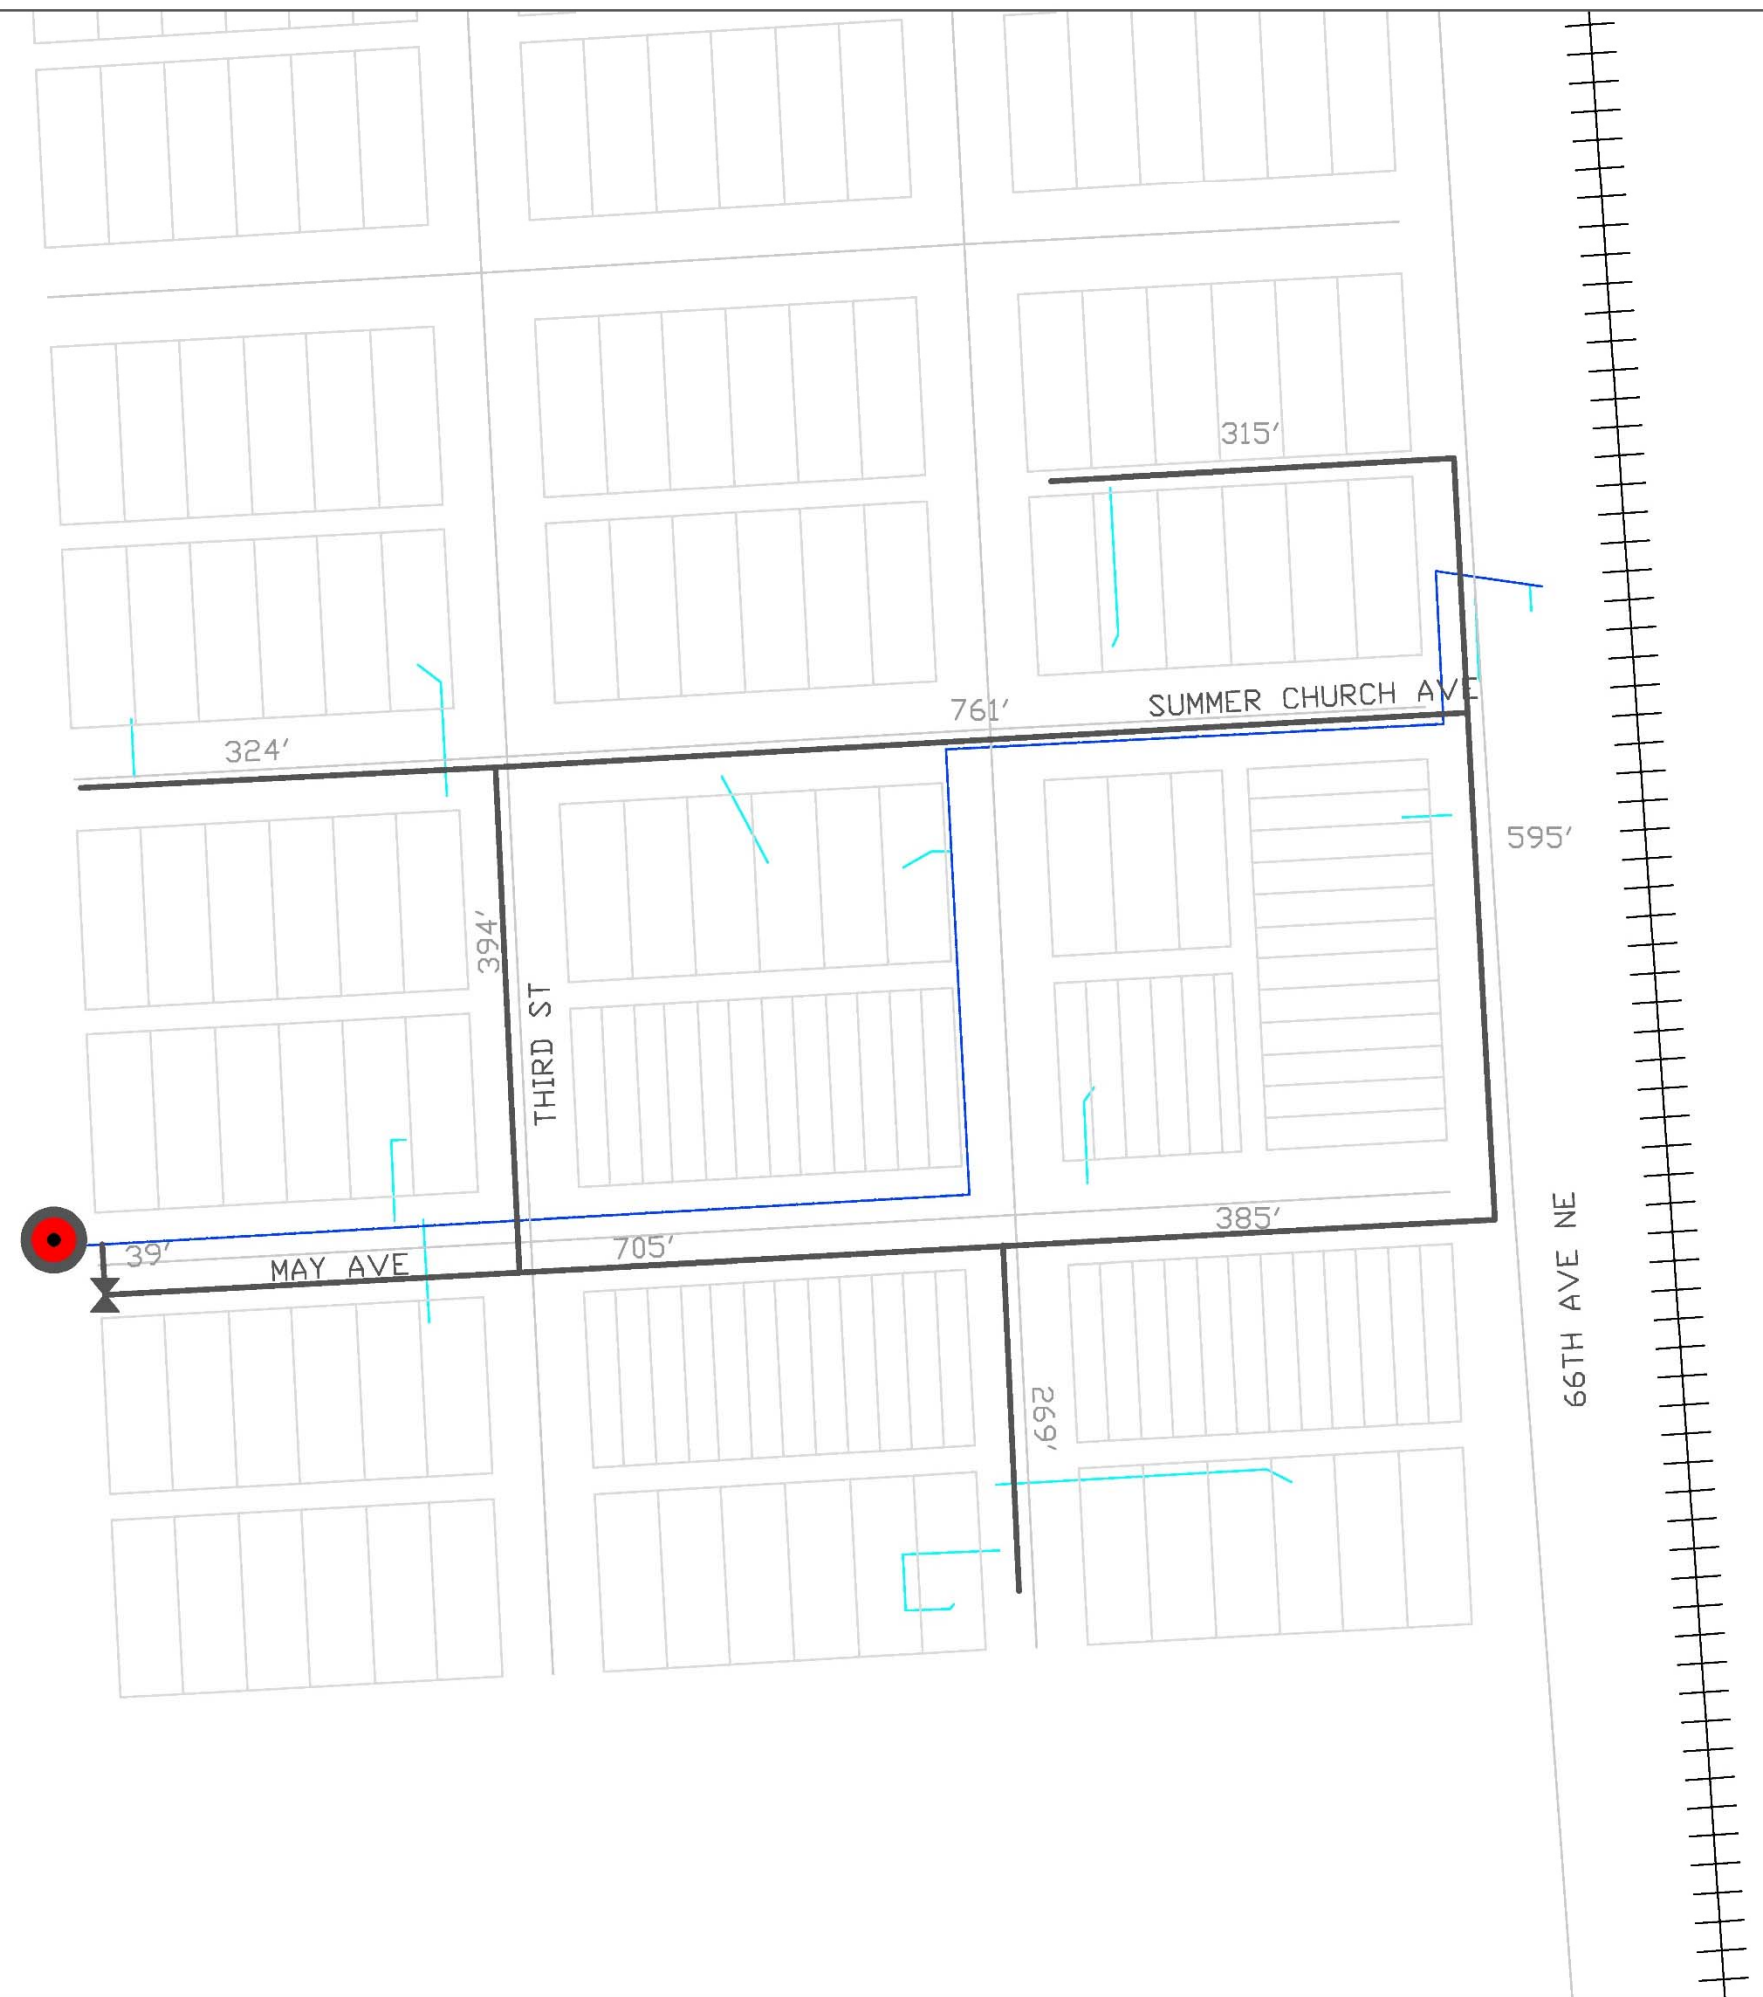 315′
SUMMER CHURCH AVE
761′
324′
595′
394′
THIRD ST
66TH AVE NE
385′
705′
39′
MAY AVE
269′